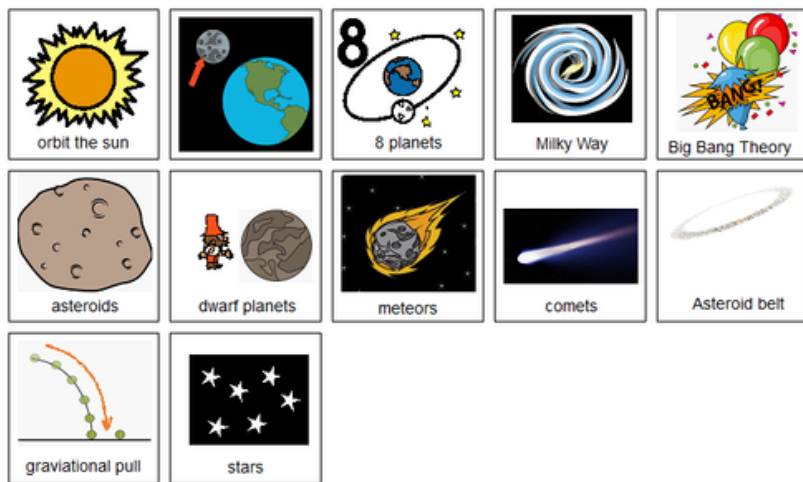 orbit the sun
8
8 planets
Milky Way
BANG!
Big Bang Theory
asteroids
dwarf planets
meteors
comets
Asteroid belt
graviational pull
stars